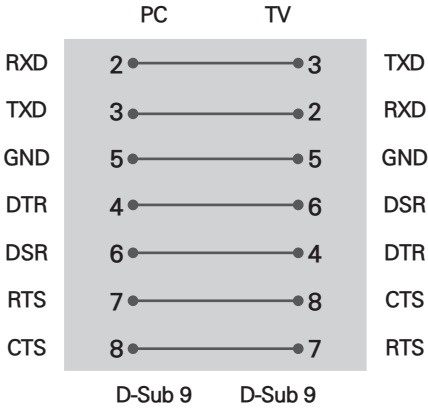 PC TV
RXD 2 3 TXD
TXD 3 2 RXD
GND 5 5 GND
DTR 4 6 DSR
DSR 6 4 DTR
RTS 7 8 CTS
CTS 8 7 RTS
D-Sub 9 D-Sub 9